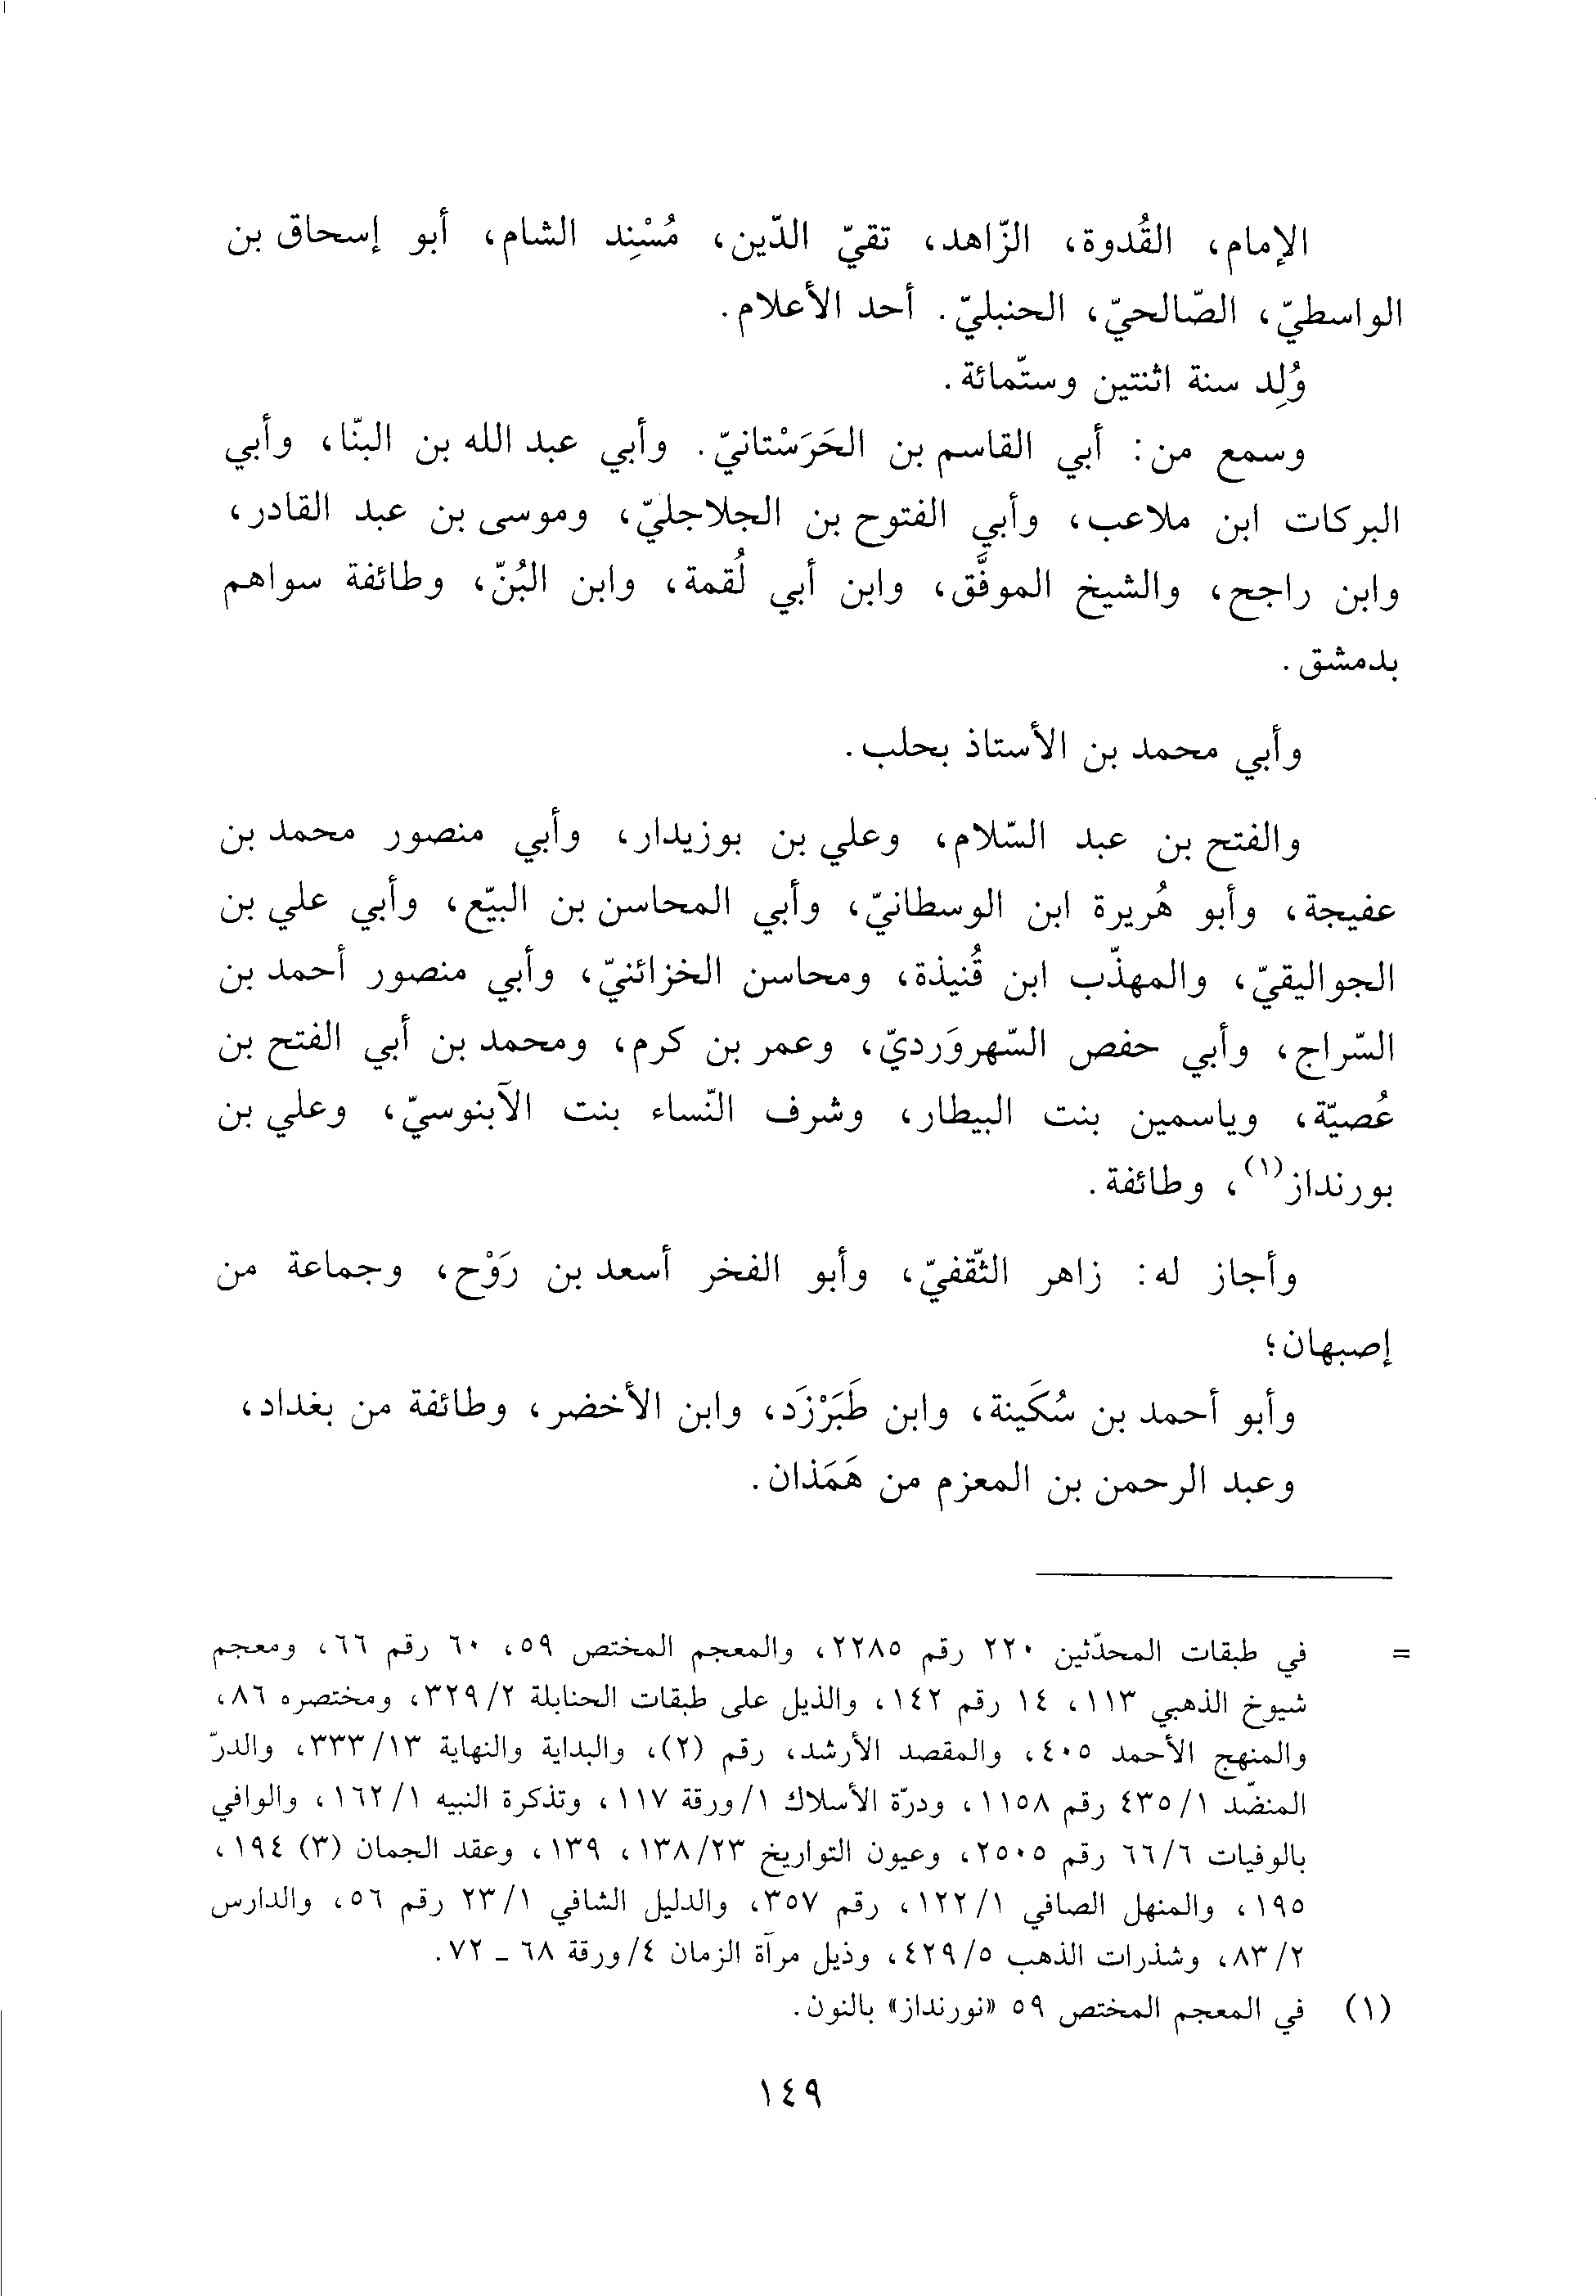 الإمام، القُدوة، الزّاهد، تقيّ الدّين، مُسْنِد الشام، أبو إسحاق بن
الواسطيّ، الصّالحيّ، الحنبليّ. أحد الأعلام.
وُلِد سنة اثنتين وستّمائة.
وسمع من: أبي القاسم بن الحَرَسْتانيّ. وأبي عبد الله بن البنّا، وأبي
البركات ابن ملاعب، وأبي الفتوح بن الجلاجليّ، وموسى بن عبد القادر،
وابن راجح، والشيخ الموفَّق، وابن أبي لُقمة، وابن البُنّ، وطائفة سواهم
بدمشق.
وأبي محمد بن الأستاذ بحلب.
والفتح بن عبد السّلام، وعلي بن بوزيدار، وأبي منصور محمد بن
عفيجة، وأبو هُريرة ابن الوسطانيّ، وأبي المحاسن بن البيّع، وأبي علي بن
الجواليقيّ، والمهذّب ابن قُنيذة، ومحاسن الخزائنيّ، وأبي منصور أحمد بن
السّراج، وأبي حفص السّهروَرديّ، وعمر بن كرم، ومحمد بن أبي الفتح بن
عُصيّة، وياسمين بنت البيطار، وشرف النّساء بنت الآبنوسيّ، وعلي بن
بورنداز(١)، وطائفة.
وأجاز له: زاهر الثّقفيّ، وأبو الفخر أسعد بن رَوْح، وجماعة من
إصبهان؛
وأبو أحمد بن سُكَينة، وابن طَبَرْزَد، وابن الأخضر، وطائفة من بغداد،
وعبد الرحمن بن المعزم من هَمَذان.
= في طبقات المحدّثين ٢٢٠ رقم ٢٢٨٥، والمعجم المختص ٥٩، ٦٠ رقم ٦٦، ومعجم
شيوخ الذهبي ١١٣، ١٤ رقم ١٤٢، والذيل على طبقات الحنابلة ٣٢٩/٢، ومختصره ٨٦،
والمنهج الأحمد ٤٠٥، والمقصد الأرشد، رقم (٢)، والبداية والنهاية ٣٣٣/١٣، والدرّ
المنضّد ٤٣٥/١ رقم ١١٥٨، ودرّة الأسلاك ١/ورقة ١١٧، وتذكرة النبيه ١٦٢/١، والوافي
بالوفيات ٦٦/٦ رقم ٢٥٠٥، وعيون التواريخ ١٣٨/٢٣، ١٣٩، وعقد الجمان (٣) ١٩٤،
١٩٥، والمنهل الصافي ١٢٢/١، رقم ٣٥٧، والدليل الشافي ٢٣/١ رقم ٥٦، والدارس
٨٣/٢، وشذرات الذهب ٤٢٩/٥، وذيل مرآة الزمان ٤/ورقة ٦٨ - ٧٢.
(١) في المعجم المختص ٥٩ «نورنداز» بالنون.
١٤٩